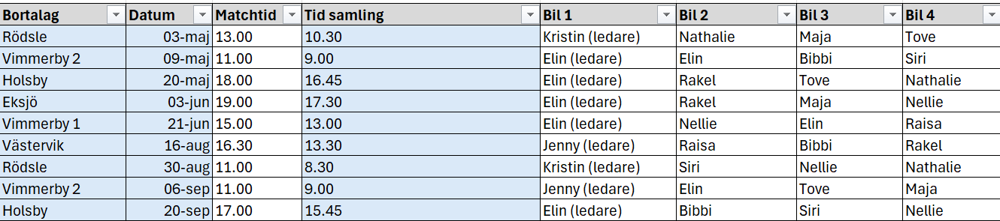 Bortalag Datum Matchtid Tid samling Bil 1 Bil 2 Bil 3 Bil 4
Rödsle 03-maj 13.00 10.30 Kristin (ledare) Nathalie Maja Tove
Vimmerby 2 09-maj 11.00 9.00 Elin (ledare) Elin Bibbi Siri
Holsby 20-maj 18.00 16.45 Elin (ledare) Rakel Tove Nathalie
Eksjö 03-jun 19.00 17.30 Elin (ledare) Rakel Maja Nellie
Vimmerby 1 21-jun 15.00 13.00 Elin (ledare) Nellie Elin Raisa
Västervik 16-aug 16.30 13.30 Jenny (ledare) Raisa Bibbi Rakel
Rödsle 30-aug 11.00 8.30 Kristin (ledare) Siri Nellie Nathalie
Vimmerby 2 06-sep 11.00 9.00 Jenny (ledare) Elin Tove Maja
Holsby 20-sep 17.00 15.45 Elin (ledare) Bibbi Siri Nellie